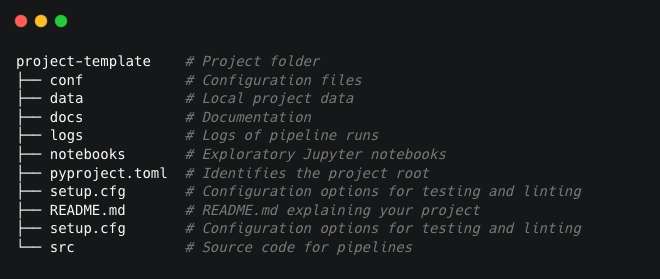 project-template    # Project folder
├── conf            # Configuration files
├── data            # Local project data
├── docs            # Documentation
├── logs            # Logs of pipeline runs
├── notebooks       # Exploratory Jupyter notebooks
├── pyproject.toml  # Identifies the project root
├── setup.cfg       # Configuration options for testing and linting
├── README.md       # README.md explaining your project
├── setup.cfg       # Configuration options for testing and linting
└── src             # Source code for pipelines